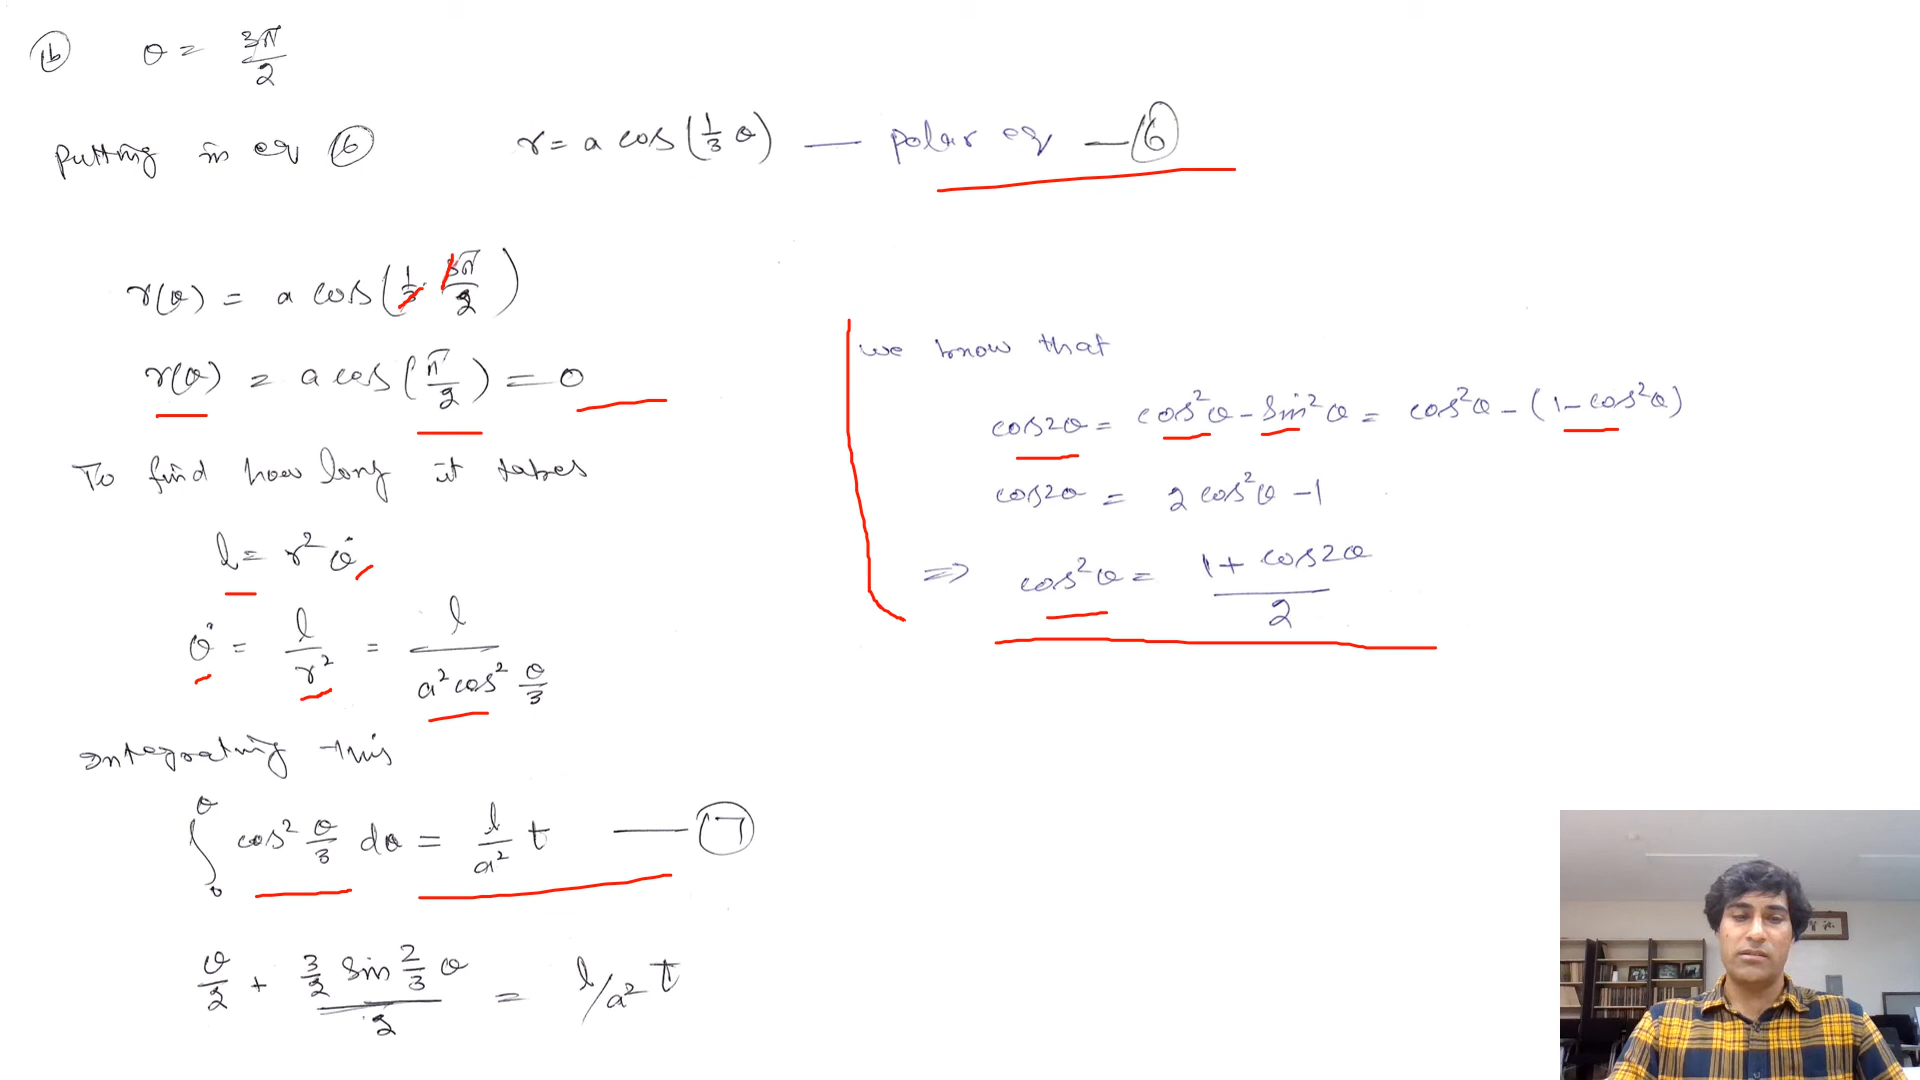 (b) θ = 3π/2
Putting in eq (6) r = a cos(1/3 θ) — polar eq — (6)
r(θ) = a cos(1/3 · 3π/2)
r(θ) = a cos(π/2) = 0
To find how long it takes
l = r² θ̇
θ̇ = l/r² = l/(a² cos² θ/3)
Integrating this
∫₀^θ cos² θ/3 dθ = l/a² t — (7)
θ/2 + (3/2 sin 2/3 θ)/2 = l/a² t
we know that
cos2θ = cos²θ - sin²θ = cos²θ - (1 - cos²θ)
cos2θ = 2 cos²θ - 1
⇒ cos²θ = (1 + cos2θ)/2